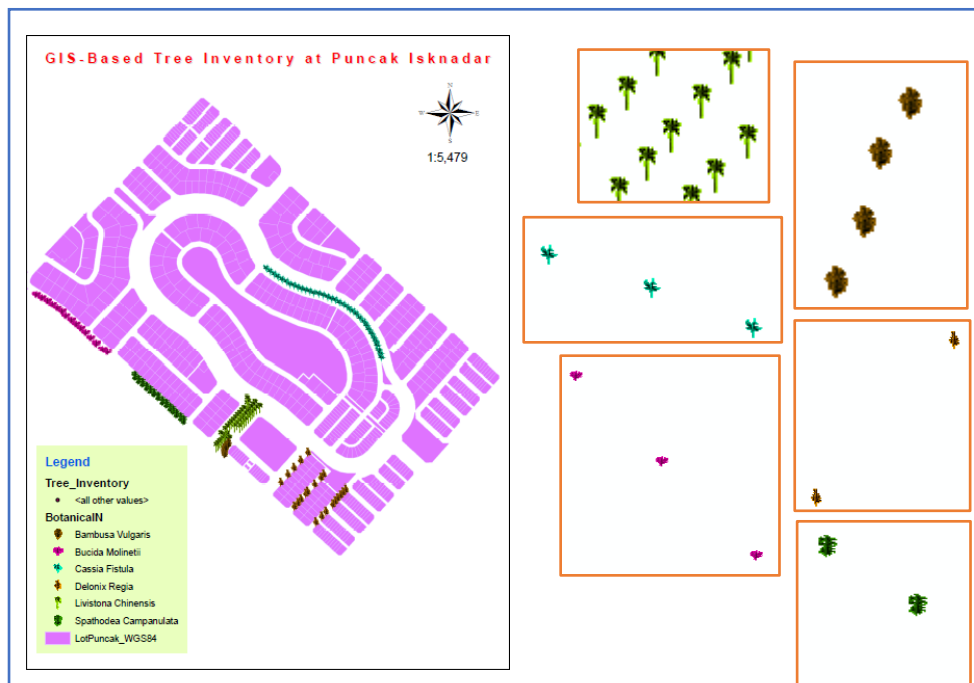 GIS-Based Tree Inventory at Puncak Isknadar
N
W E
S
1:5,479
Legend
Tree_Inventory
<all other values>
BotanicalN
Bambusa Vulgaris
Bucida Molinetii
Cassia Fistula
Delonix Regia
Livistona Chinensis
Spathodea Campanulata
LotPuncak_WGS84